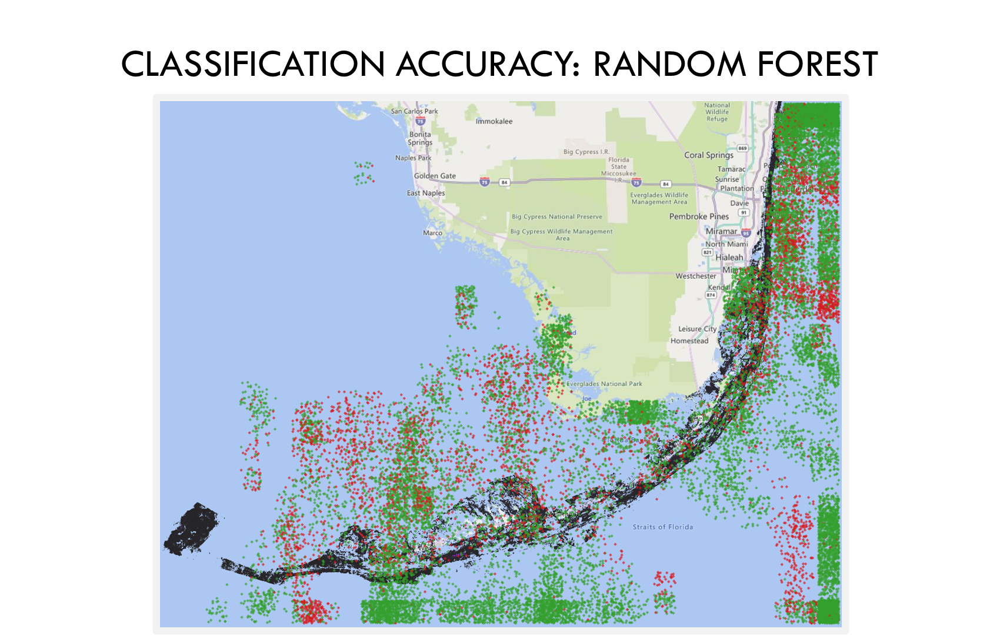 CLASSIFICATION ACCURACY: RANDOM FOREST
San Carlos Park
75
Immokalee
National
Wildlife
Refuge
Bonita
Springs
869
Big Cypress I.R.
Coral Springs
Naples Park
Florida
State
Miccosukee
I.R.
Tamarac
Golden Gate
Sunrise
75
84
75
84
Plantation
East Naples
Everglades Wildlife
Management Area
Davie
91
Big Cypress National Preserve
Pembroke Pines
Marco
Big Cypress Wildlife Management
Area
Miramar
95
North Miami
821
Hialeah
Westchester
Kendall
874
Leisure City
Homestead
Everglades National Park
Joe
Florida Bay
Straits of Florida